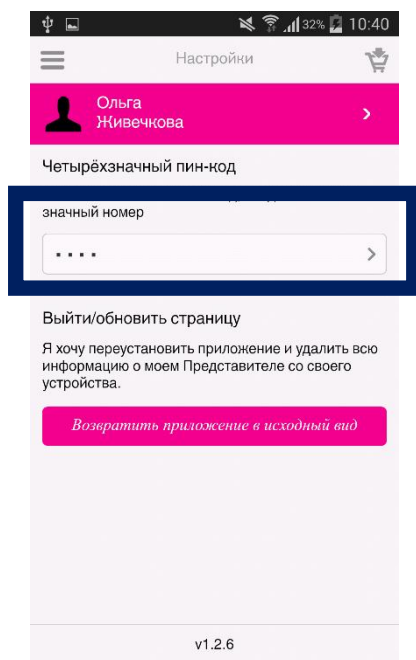 32% 10:40
Настройки
Ольга
Живечкова
Четырёхзначный пин-код
значный номер
....
Выйти/обновить страницу
Я хочу переустановить приложение и удалить всю
информацию о моем Представителе со своего
устройства.
Возвратить приложение в исходный вид
v1.2.6